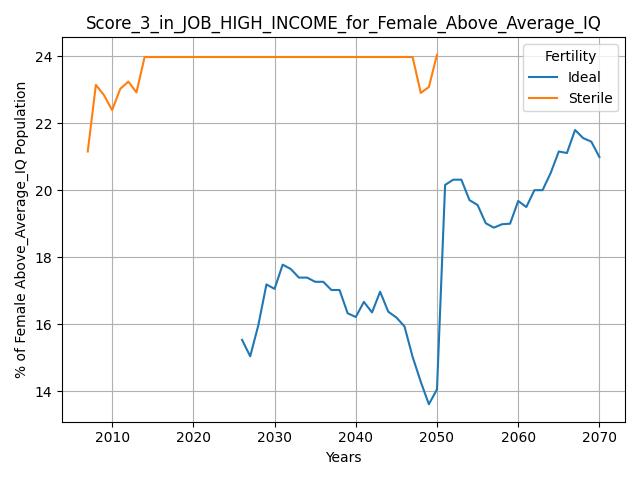 Score_3_in_JOB_HIGH_INCOME_for_Female_Above_Average_IQ
% of Female Above_Average_IQ Population
24
22
20
18
16
14
Fertility
Ideal
Sterile
2010 2020 2030 2040 2050 2060 2070
Years